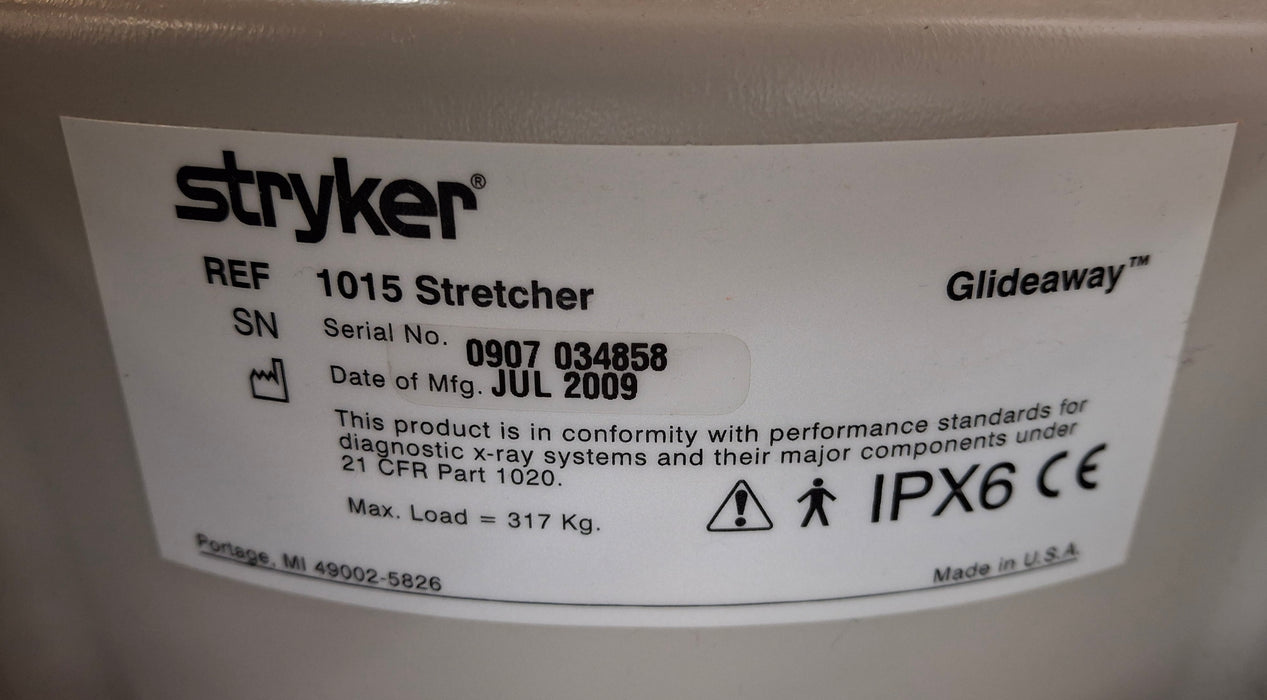 stryker®
REF 1015 Stretcher
Glideaway™
SN Serial No. 0907 034858
Date of Mfg. JUL 2009
This product is in conformity with performance standards for
diagnostic x-ray systems and their major components under
21 CFR Part 1020.
Max. Load = 317 Kg.
IPX6 CE
Portage, MI 49002-5826
Made in U.S.A.